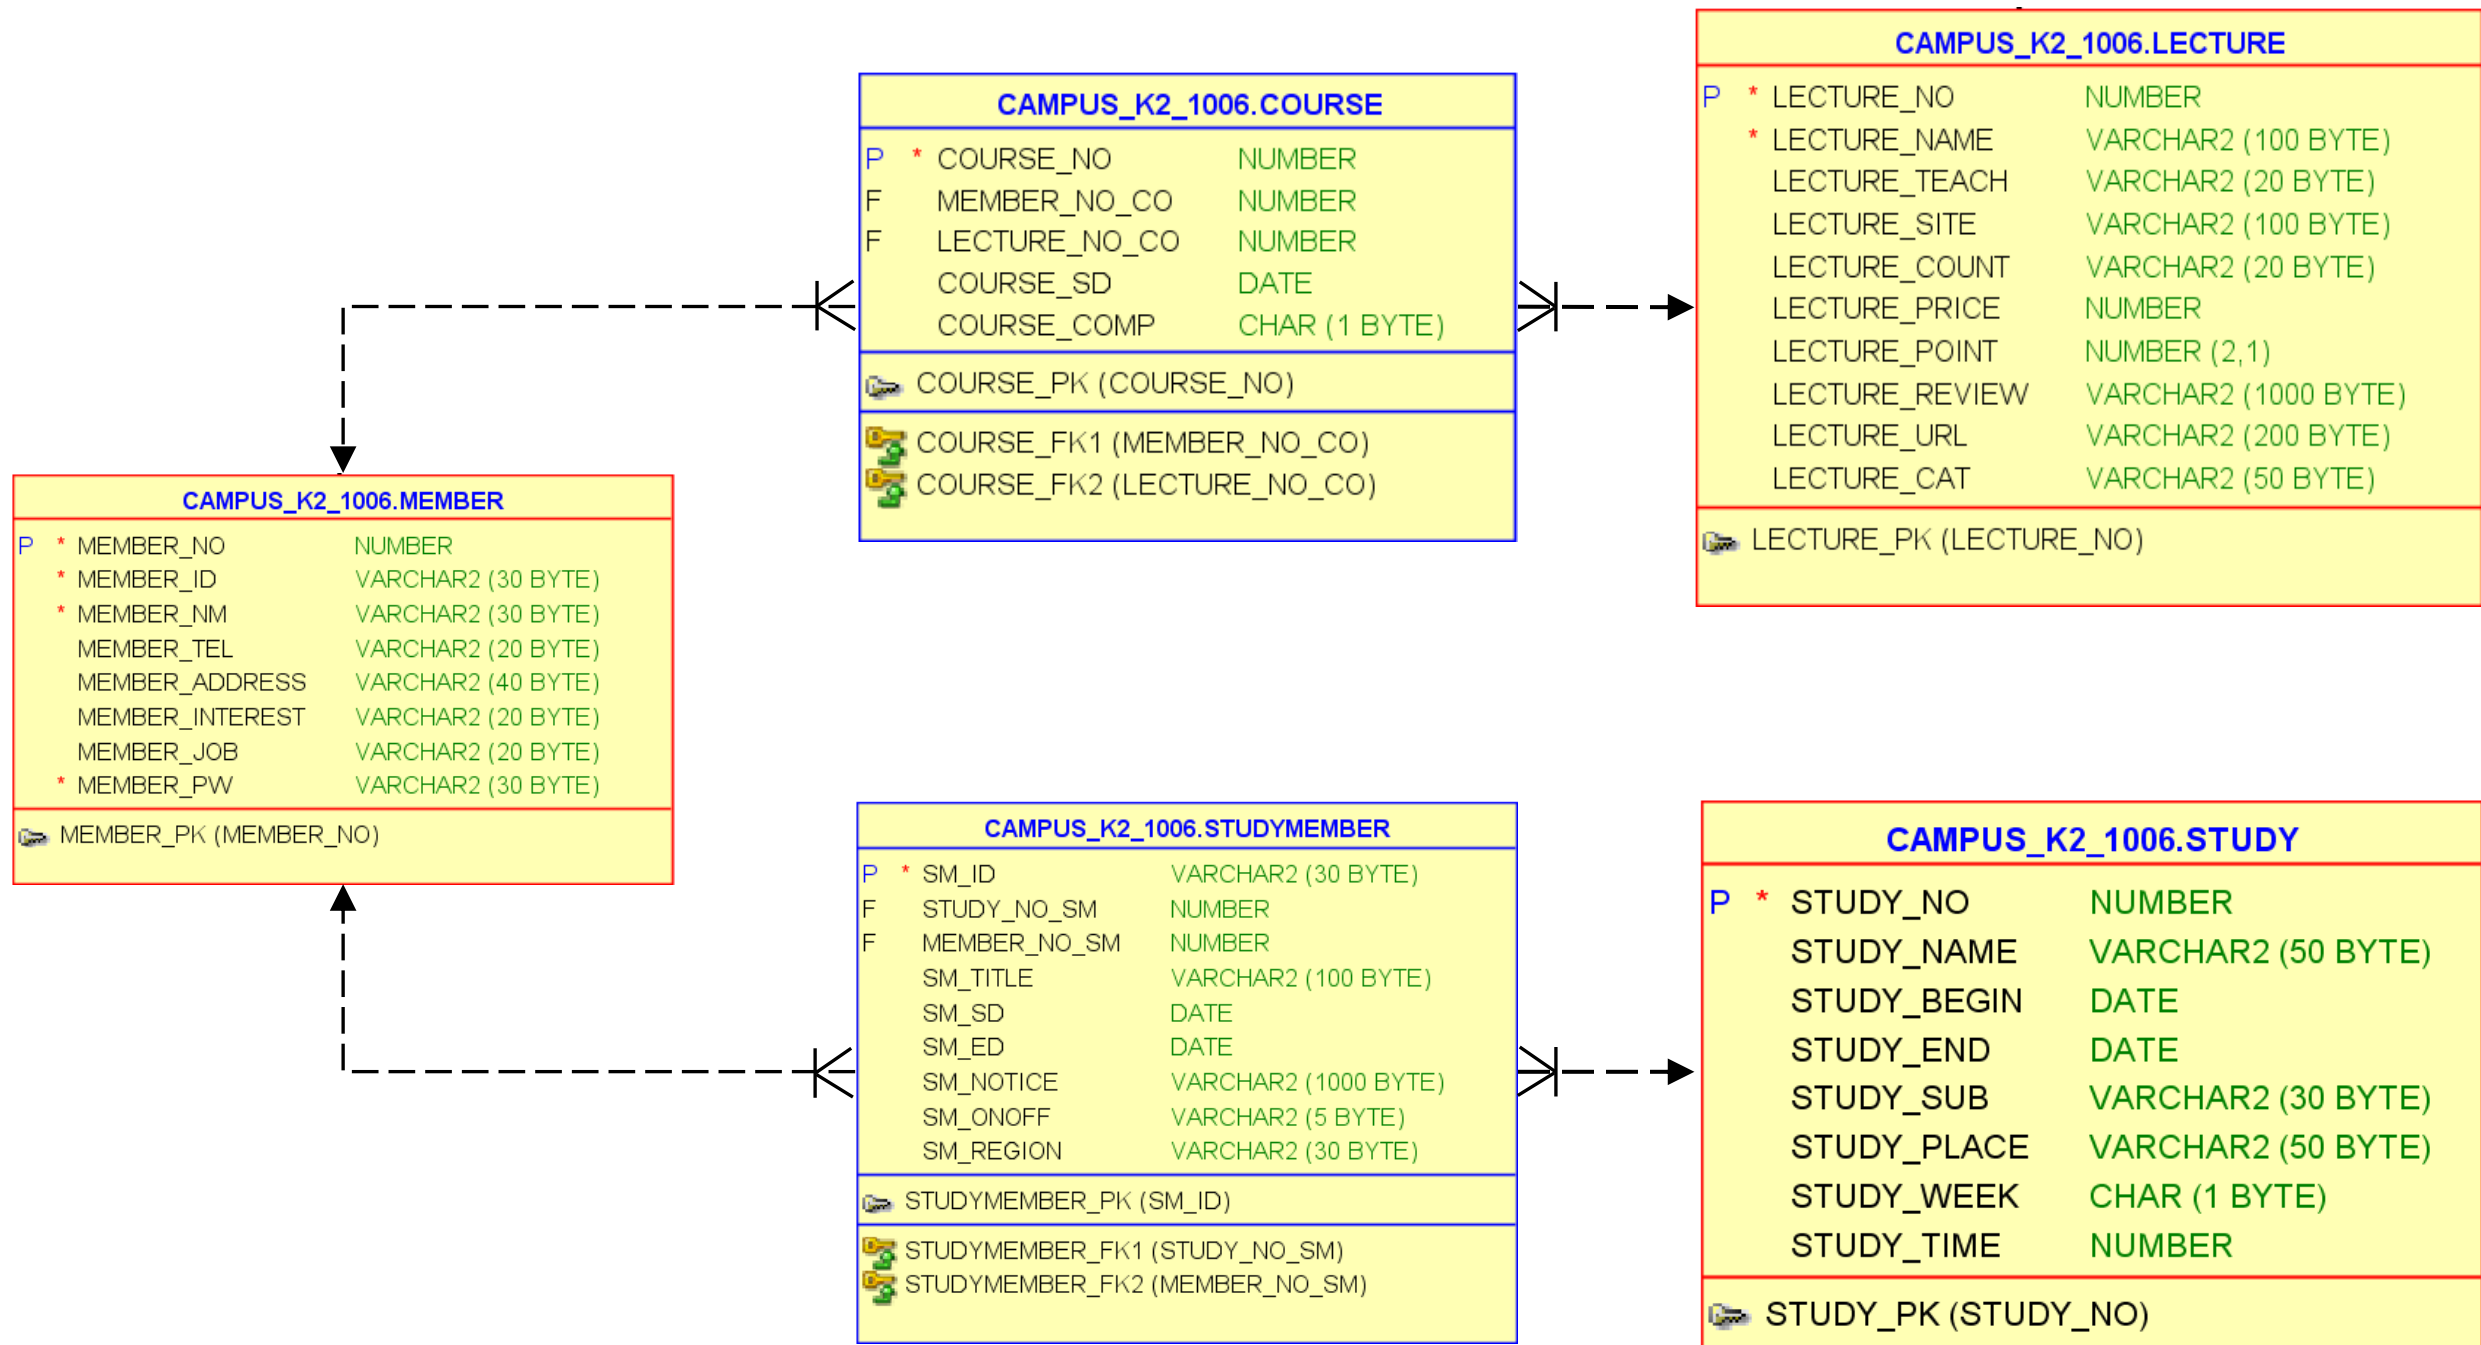 CAMPUS_K2_1006.MEMBER
P * MEMBER_NO NUMBER
* MEMBER_ID VARCHAR2 (30 BYTE)
* MEMBER_NM VARCHAR2 (30 BYTE)
MEMBER_TEL VARCHAR2 (20 BYTE)
MEMBER_ADDRESS VARCHAR2 (40 BYTE)
MEMBER_INTEREST VARCHAR2 (20 BYTE)
MEMBER_JOB VARCHAR2 (20 BYTE)
* MEMBER_PW VARCHAR2 (30 BYTE)
MEMBER_PK (MEMBER_NO)
CAMPUS_K2_1006.COURSE
P * COURSE_NO NUMBER
F MEMBER_NO_CO NUMBER
F LECTURE_NO_CO NUMBER
COURSE_SD DATE
COURSE_COMP CHAR (1 BYTE)
COURSE_PK (COURSE_NO)
COURSE_FK1 (MEMBER_NO_CO)
COURSE_FK2 (LECTURE_NO_CO)
CAMPUS_K2_1006.LECTURE
P * LECTURE_NO NUMBER
* LECTURE_NAME VARCHAR2 (100 BYTE)
LECTURE_TEACH VARCHAR2 (20 BYTE)
LECTURE_SITE VARCHAR2 (100 BYTE)
LECTURE_COUNT VARCHAR2 (20 BYTE)
LECTURE_PRICE NUMBER
LECTURE_POINT NUMBER (2,1)
LECTURE_REVIEW VARCHAR2 (1000 BYTE)
LECTURE_URL VARCHAR2 (200 BYTE)
LECTURE_CAT VARCHAR2 (50 BYTE)
LECTURE_PK (LECTURE_NO)
CAMPUS_K2_1006.STUDYMEMBER
P * SM_ID VARCHAR2 (30 BYTE)
F STUDY_NO_SM NUMBER
F MEMBER_NO_SM NUMBER
SM_TITLE VARCHAR2 (100 BYTE)
SM_SD DATE
SM_ED DATE
SM_NOTICE VARCHAR2 (1000 BYTE)
SM_ONOFF VARCHAR2 (5 BYTE)
SM_REGION VARCHAR2 (30 BYTE)
STUDYMEMBER_PK (SM_ID)
STUDYMEMBER_FK1 (STUDY_NO_SM)
STUDYMEMBER_FK2 (MEMBER_NO_SM)
CAMPUS_K2_1006.STUDY
P * STUDY_NO NUMBER
STUDY_NAME VARCHAR2 (50 BYTE)
STUDY_BEGIN DATE
STUDY_END DATE
STUDY_SUB VARCHAR2 (30 BYTE)
STUDY_PLACE VARCHAR2 (50 BYTE)
STUDY_WEEK CHAR (1 BYTE)
STUDY_TIME NUMBER
STUDY_PK (STUDY_NO)